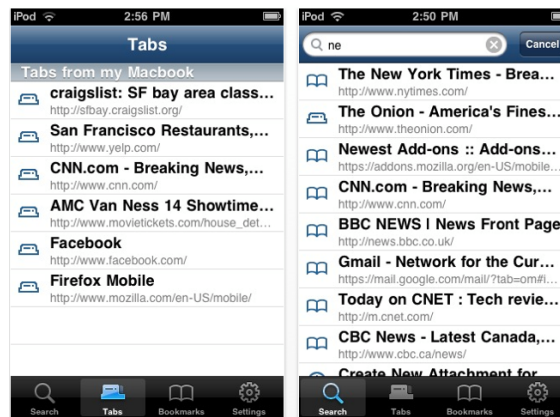 iPod 2:56 PM
Tabs
Tabs from my Macbook
craigslist: SF bay area class...
http://sfbay.craigslist.org/
San Francisco Restaurants,...
http://www.yelp.com/
CNN.com - Breaking News,...
http://www.cnn.com/
AMC Van Ness 14 Showtime...
http://www.movietickets.com/house_det...
Facebook
http://www.facebook.com/
Firefox Mobile
http://www.mozilla.com/en-US/mobile/
Search Tabs Bookmarks Settings
iPod 2:50 PM
ne Cancel
The New York Times - Brea...
http://www.nytimes.com/
The Onion - America's Fines...
http://www.theonion.com/
Newest Add-ons :: Add-ons...
https://addons.mozilla.org/en-US/mobile...
CNN.com - Breaking News,...
http://www.cnn.com/
BBC NEWS | News Front Page
http://news.bbc.co.uk/
Gmail - Network for the Cur...
https://mail.google.com/mail/?tab=om#i...
Today on CNET : Tech revie...
http://m.cnet.com/
CBC News - Latest Canada,...
http://www.cbc.ca/news/
Create New Attachment for
Search Tabs Bookmarks Settings